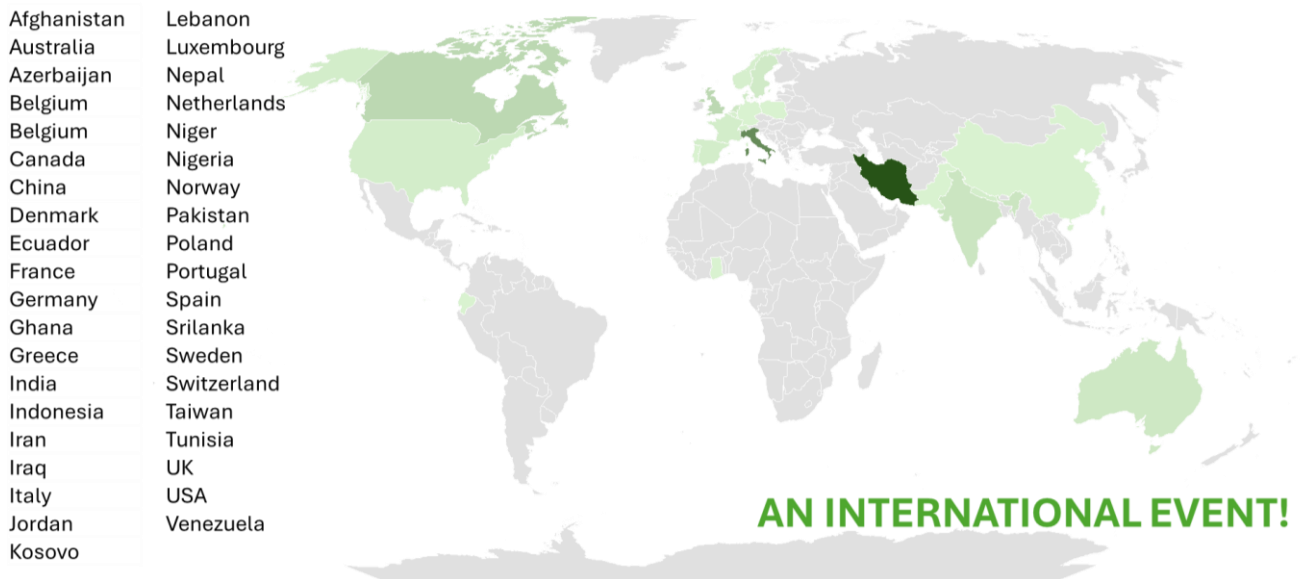 Afghanistan
Australia
Azerbaijan
Belgium
Belgium
Canada
China
Denmark
Ecuador
France
Germany
Ghana
Greece
India
Indonesia
Iran
Iraq
Italy
Jordan
Kosovo
Lebanon
Luxembourg
Nepal
Netherlands
Niger
Nigeria
Norway
Pakistan
Poland
Portugal
Spain
Srilanka
Sweden
Switzerland
Taiwan
Tunisia
UK
USA
Venezuela
AN INTERNATIONAL EVENT!